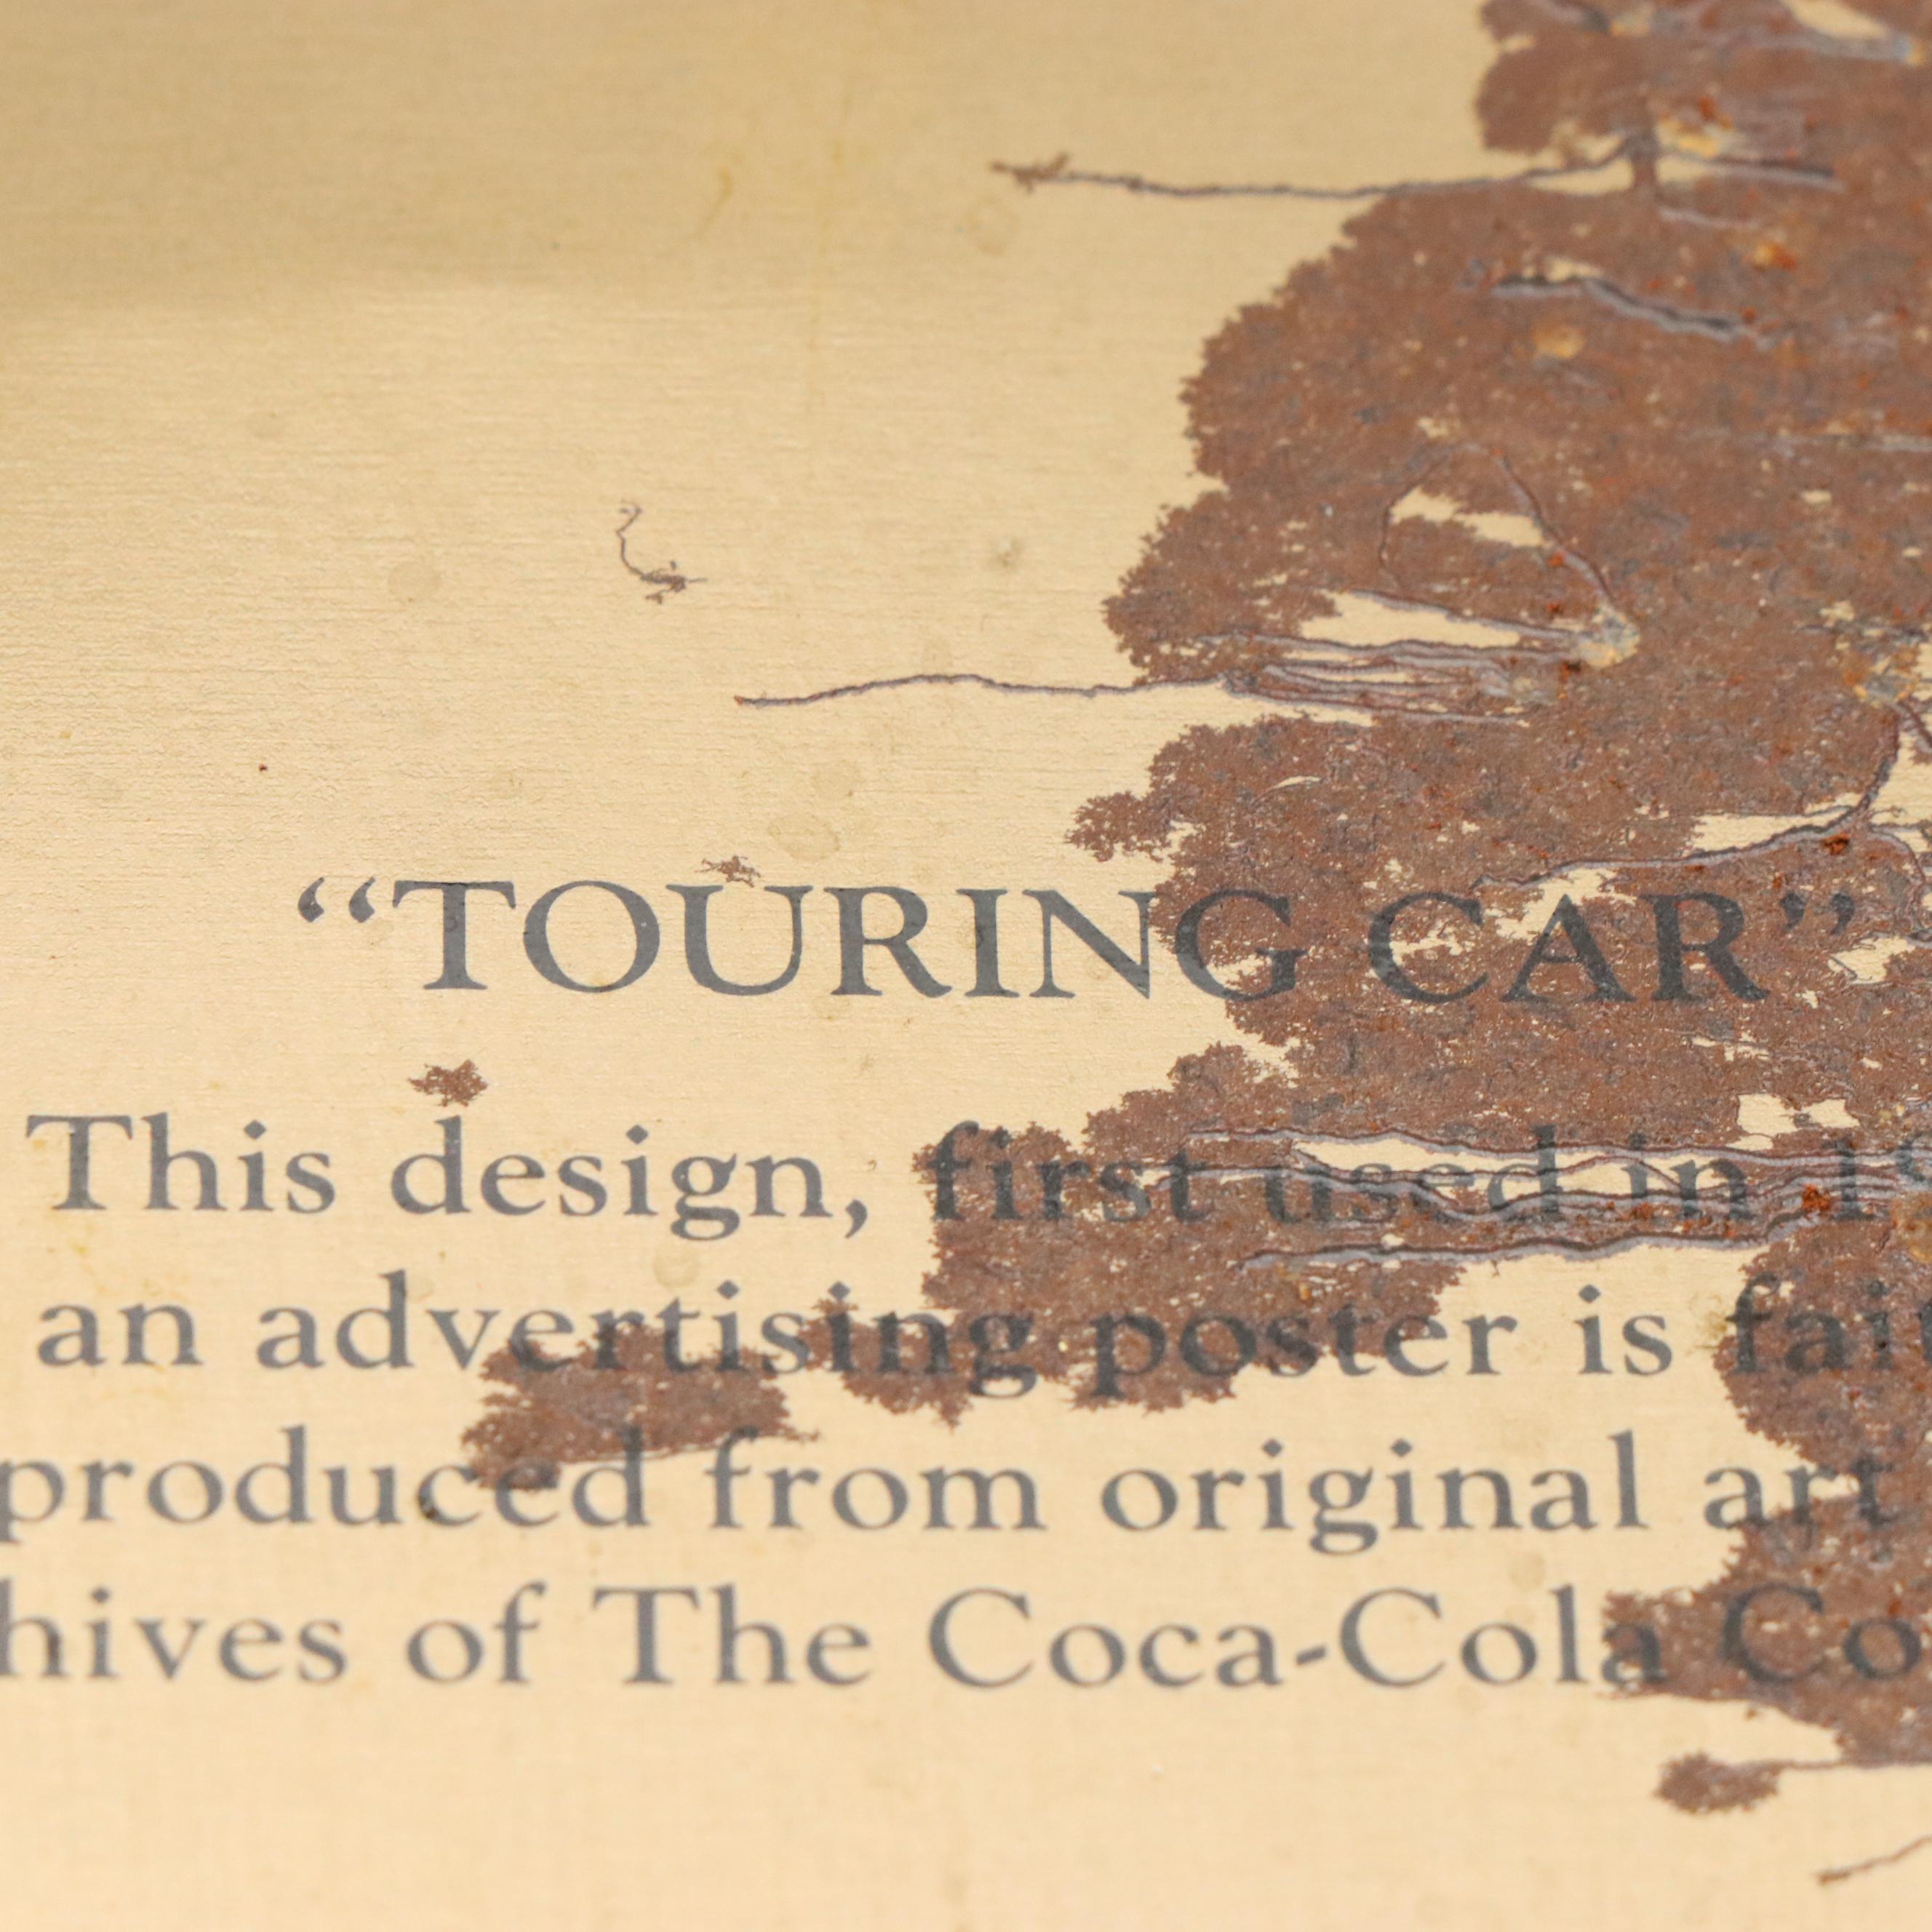 “TOURING CAR”
This design, first used in 19
an advertising poster is fai
produced from original art
hives of The Coca-Cola Co